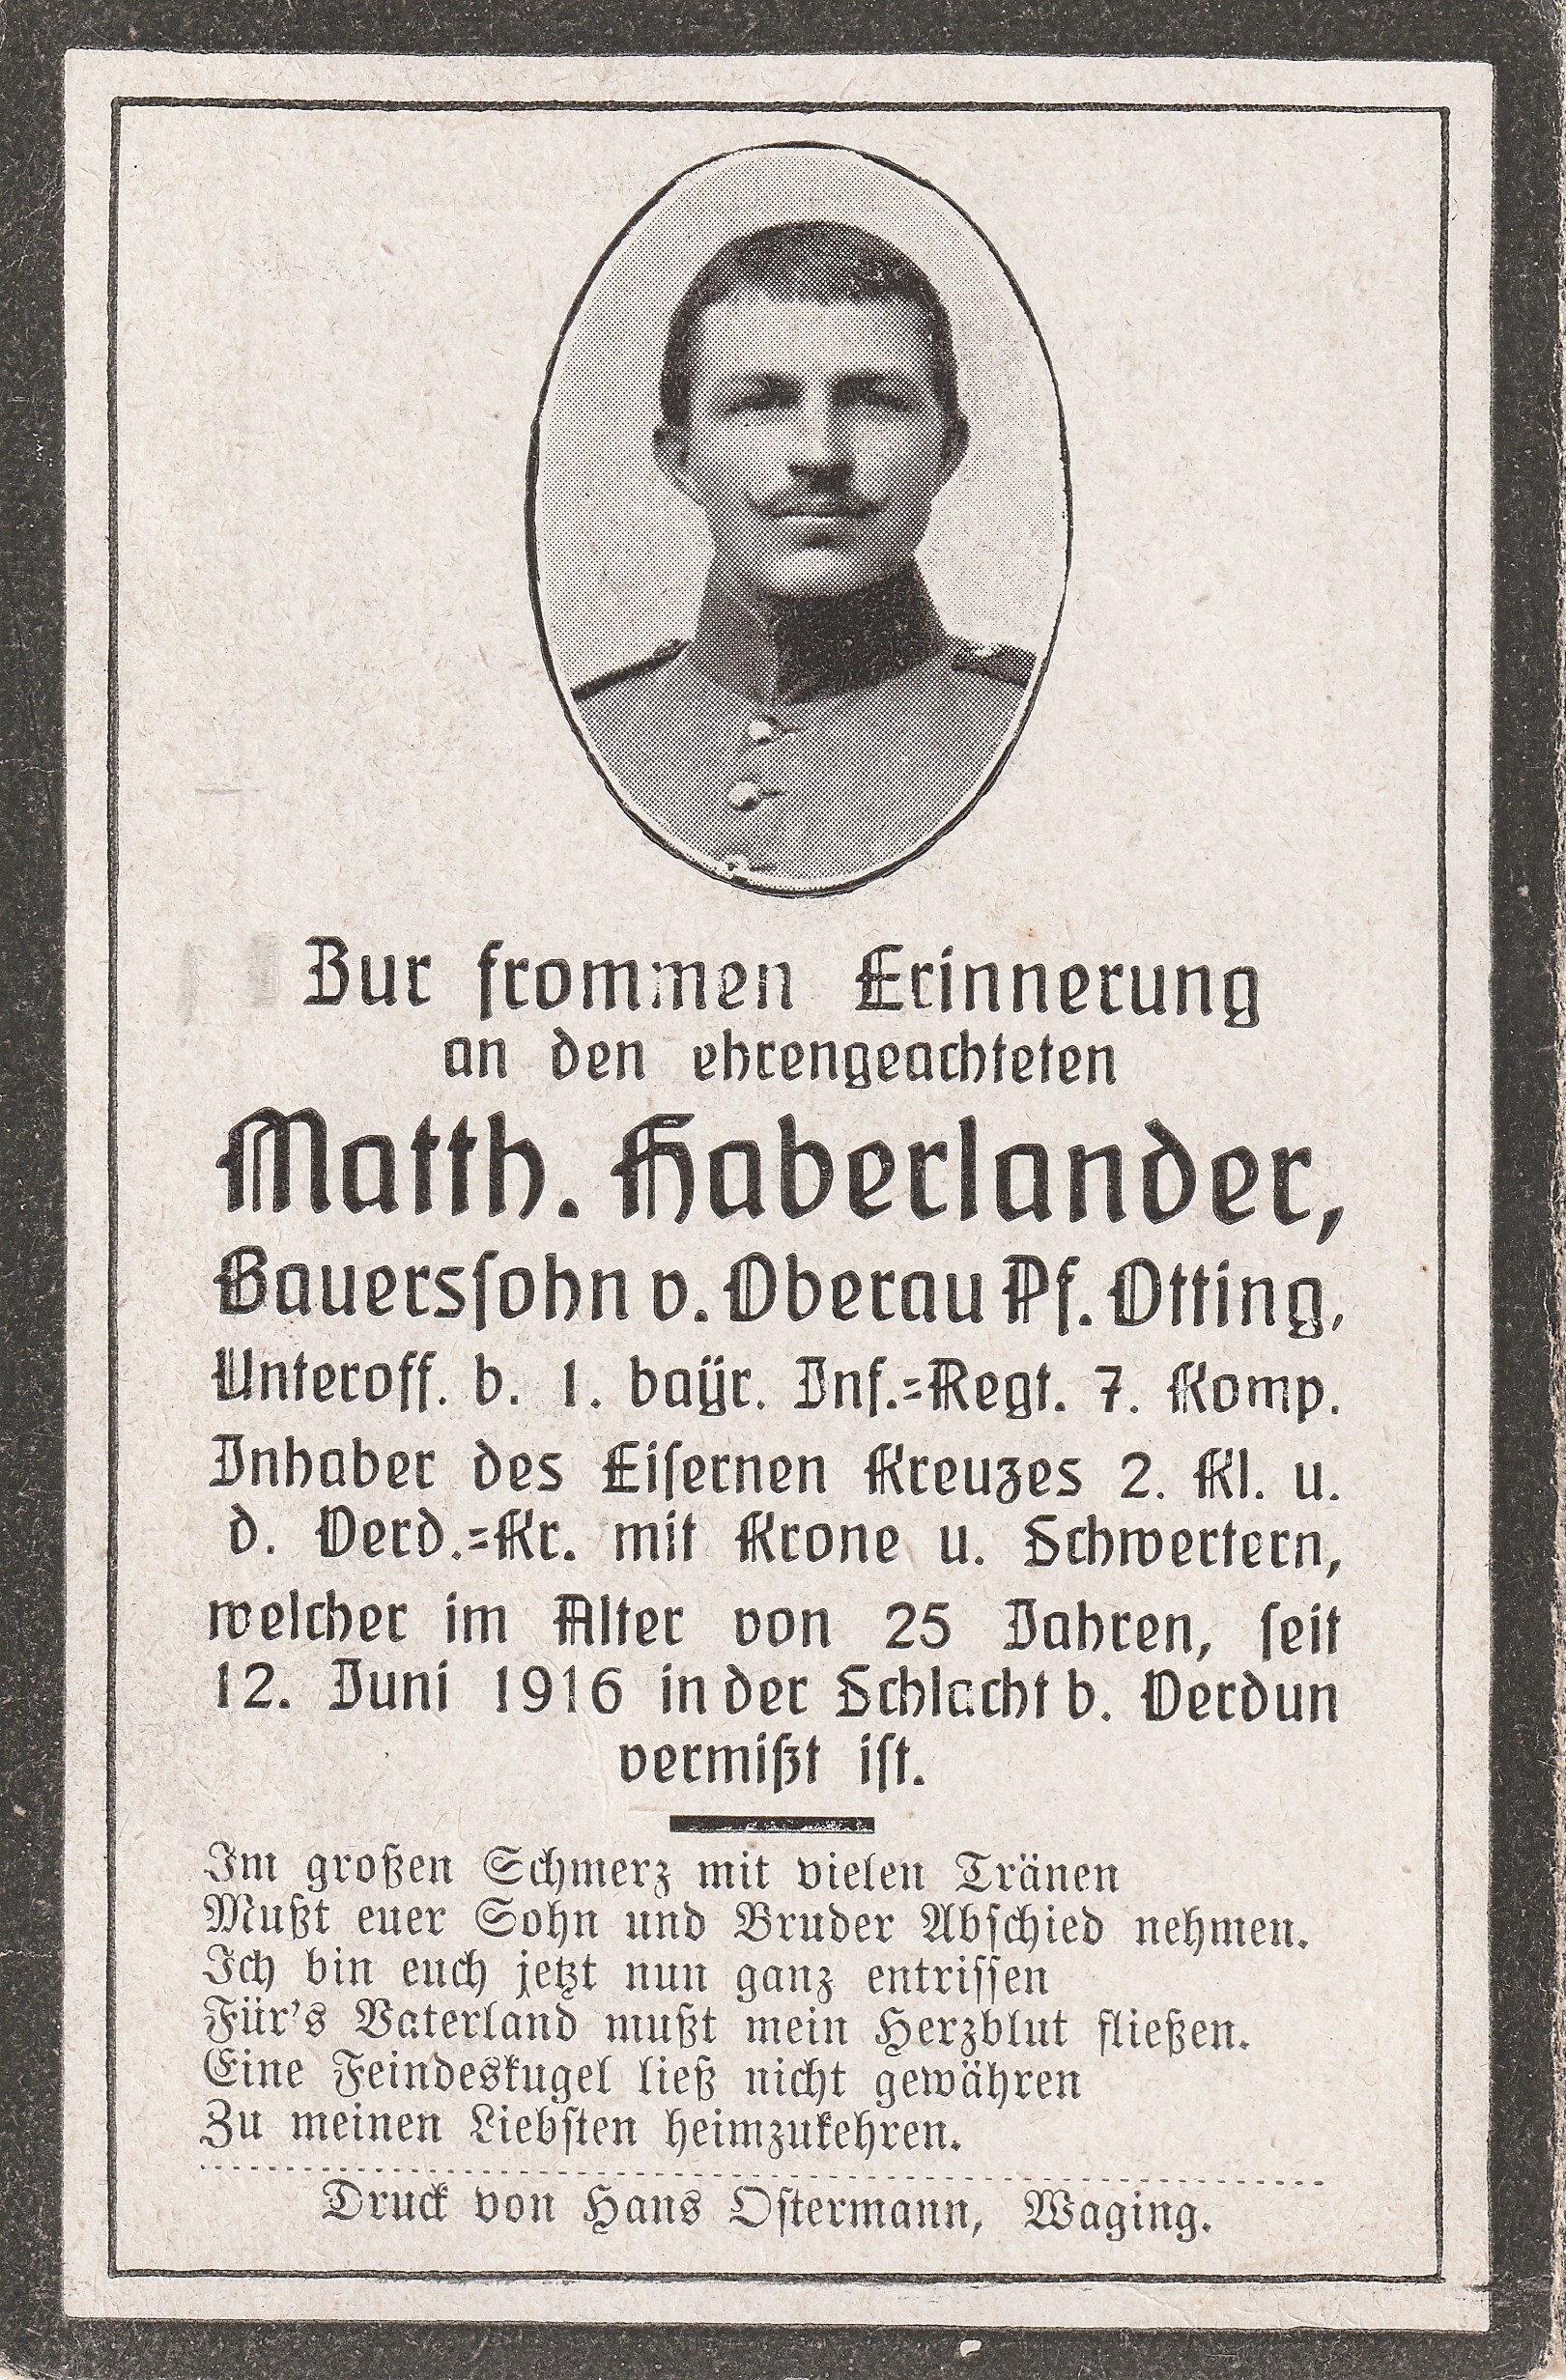 Zur frommen Erinnerung
an den ehrengeachteten
Matth. Haberlander,
Bauerssohn v. Oberau Pf. Otting,
Unteroff. b. 1. bayr. Inf.=Regt. 7. Komp.
Inhaber des Eisernen Kreuzes 2. Kl. u.
d. Verd.=Kr. mit Krone u. Schwertern,
welcher im Alter von 25 Jahren, seit
12. Juni 1916 in der Schlacht b. Verdun
vermißt ist.
Im großen Schmerz mit vielen Tränen
Mußt euer Sohn und Bruder Abschied nehmen.
Ich bin euch jetzt nun ganz entrissen
Für's Vaterland mußt mein Herzblut fließen.
Eine Feindeskugel ließ nicht gewähren
Zu meinen Liebsten heimzukehren.
Druck von Hans Ostermann, Waging.